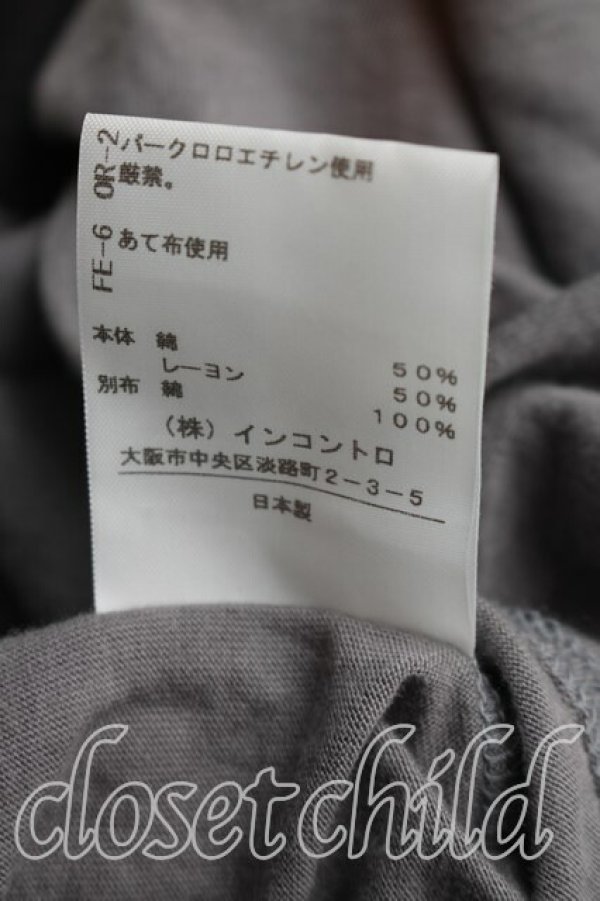 OR-2 パークロロエチレン使用
厳禁。
FE-6 あて布使用
本体 綿 50%
レーヨン 50%
別布 綿 100%
(株)インコントロ
大阪市中央区淡路町2-3-5
日本製
closet child